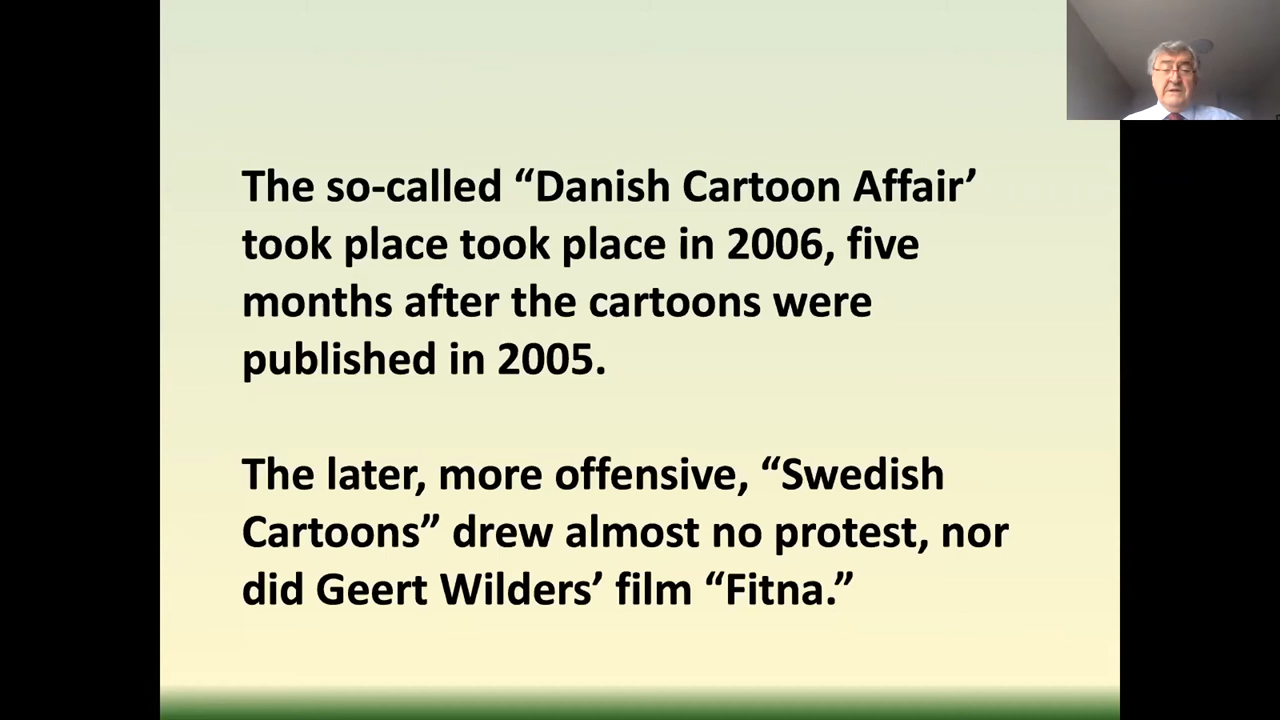 The so-called “Danish Cartoon Affair’
took place took place in 2006, five
months after the cartoons were
published in 2005.
The later, more offensive, “Swedish
Cartoons” drew almost no protest, nor
did Geert Wilders’ film “Fitna.”